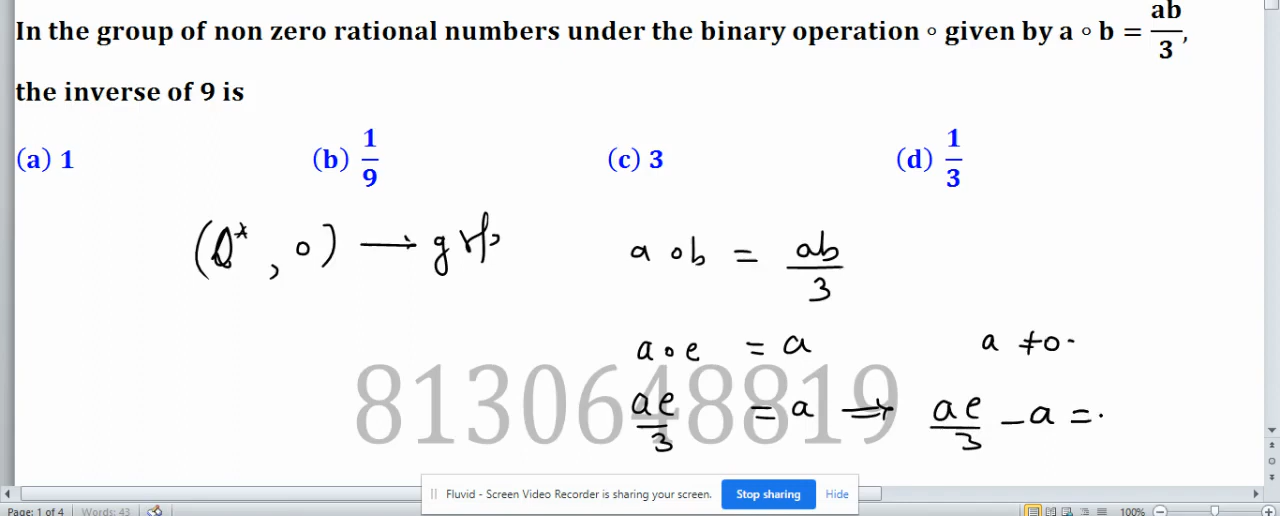 In the group of non zero rational numbers under the binary operation ∘ given by a ∘ b = ab/3,
the inverse of 9 is
(a) 1 (b) 1/9 (c) 3 (d) 1/3
(Q*, o) → grp
a o b = ab/3
a o e = a a ≠ 0.
8130648819
ae/3 = a ⇒ ae/3 - a = .
Fluvid - Screen Video Recorder is sharing your screen. Stop sharing Hide
Page: 1 of 4 Words: 43 100%